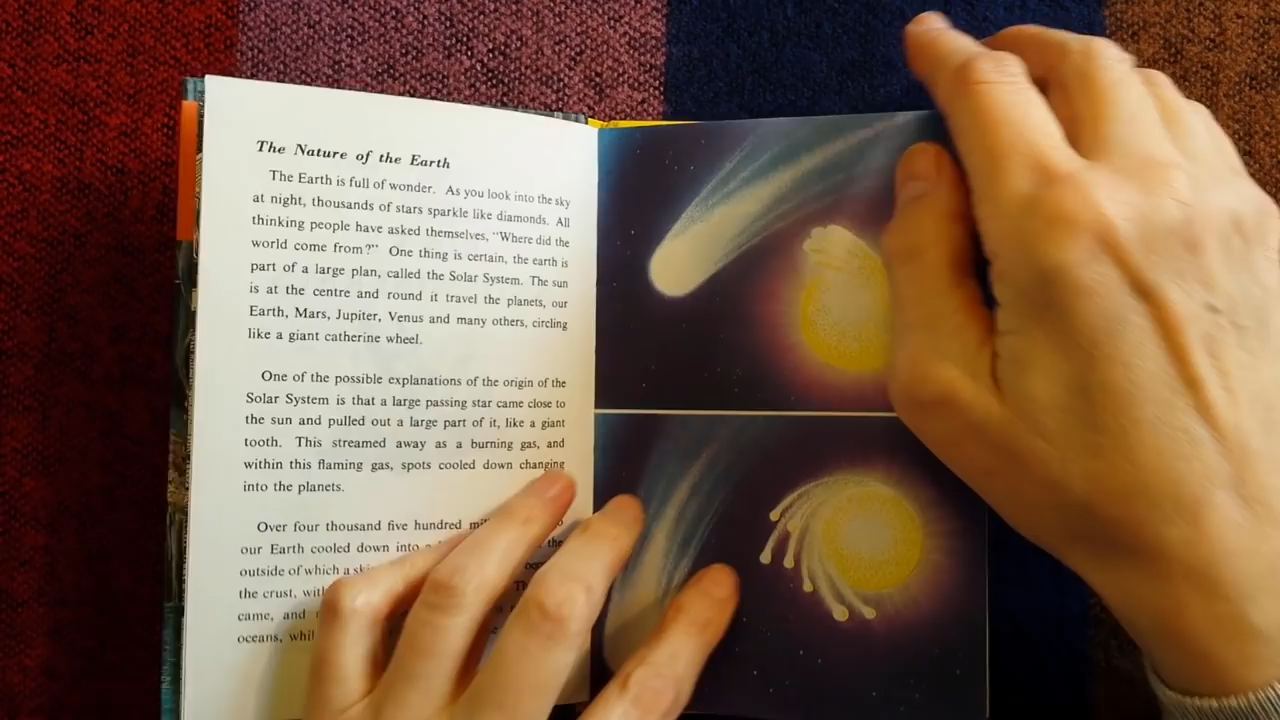 The Nature of the Earth
The Earth is full of wonder. As you look into the sky
at night, thousands of stars sparkle like diamonds. All
thinking people have asked themselves, "Where did the
world come from?" One thing is certain, the earth is
part of a large plan, called the Solar System. The sun
is at the centre and round it travel the planets, our
Earth, Mars, Jupiter, Venus and many others, circling
like a giant catherine wheel.
One of the possible explanations of the origin of the
Solar System is that a large passing star came close to
the sun and pulled out a large part of it, like a giant
tooth. This streamed away as a burning gas, and
within this flaming gas, spots cooled down changing
into the planets.
Over four thousand five hundred
our Earth cooled down into the
outside of which a
the crust,
came, and
oceans,